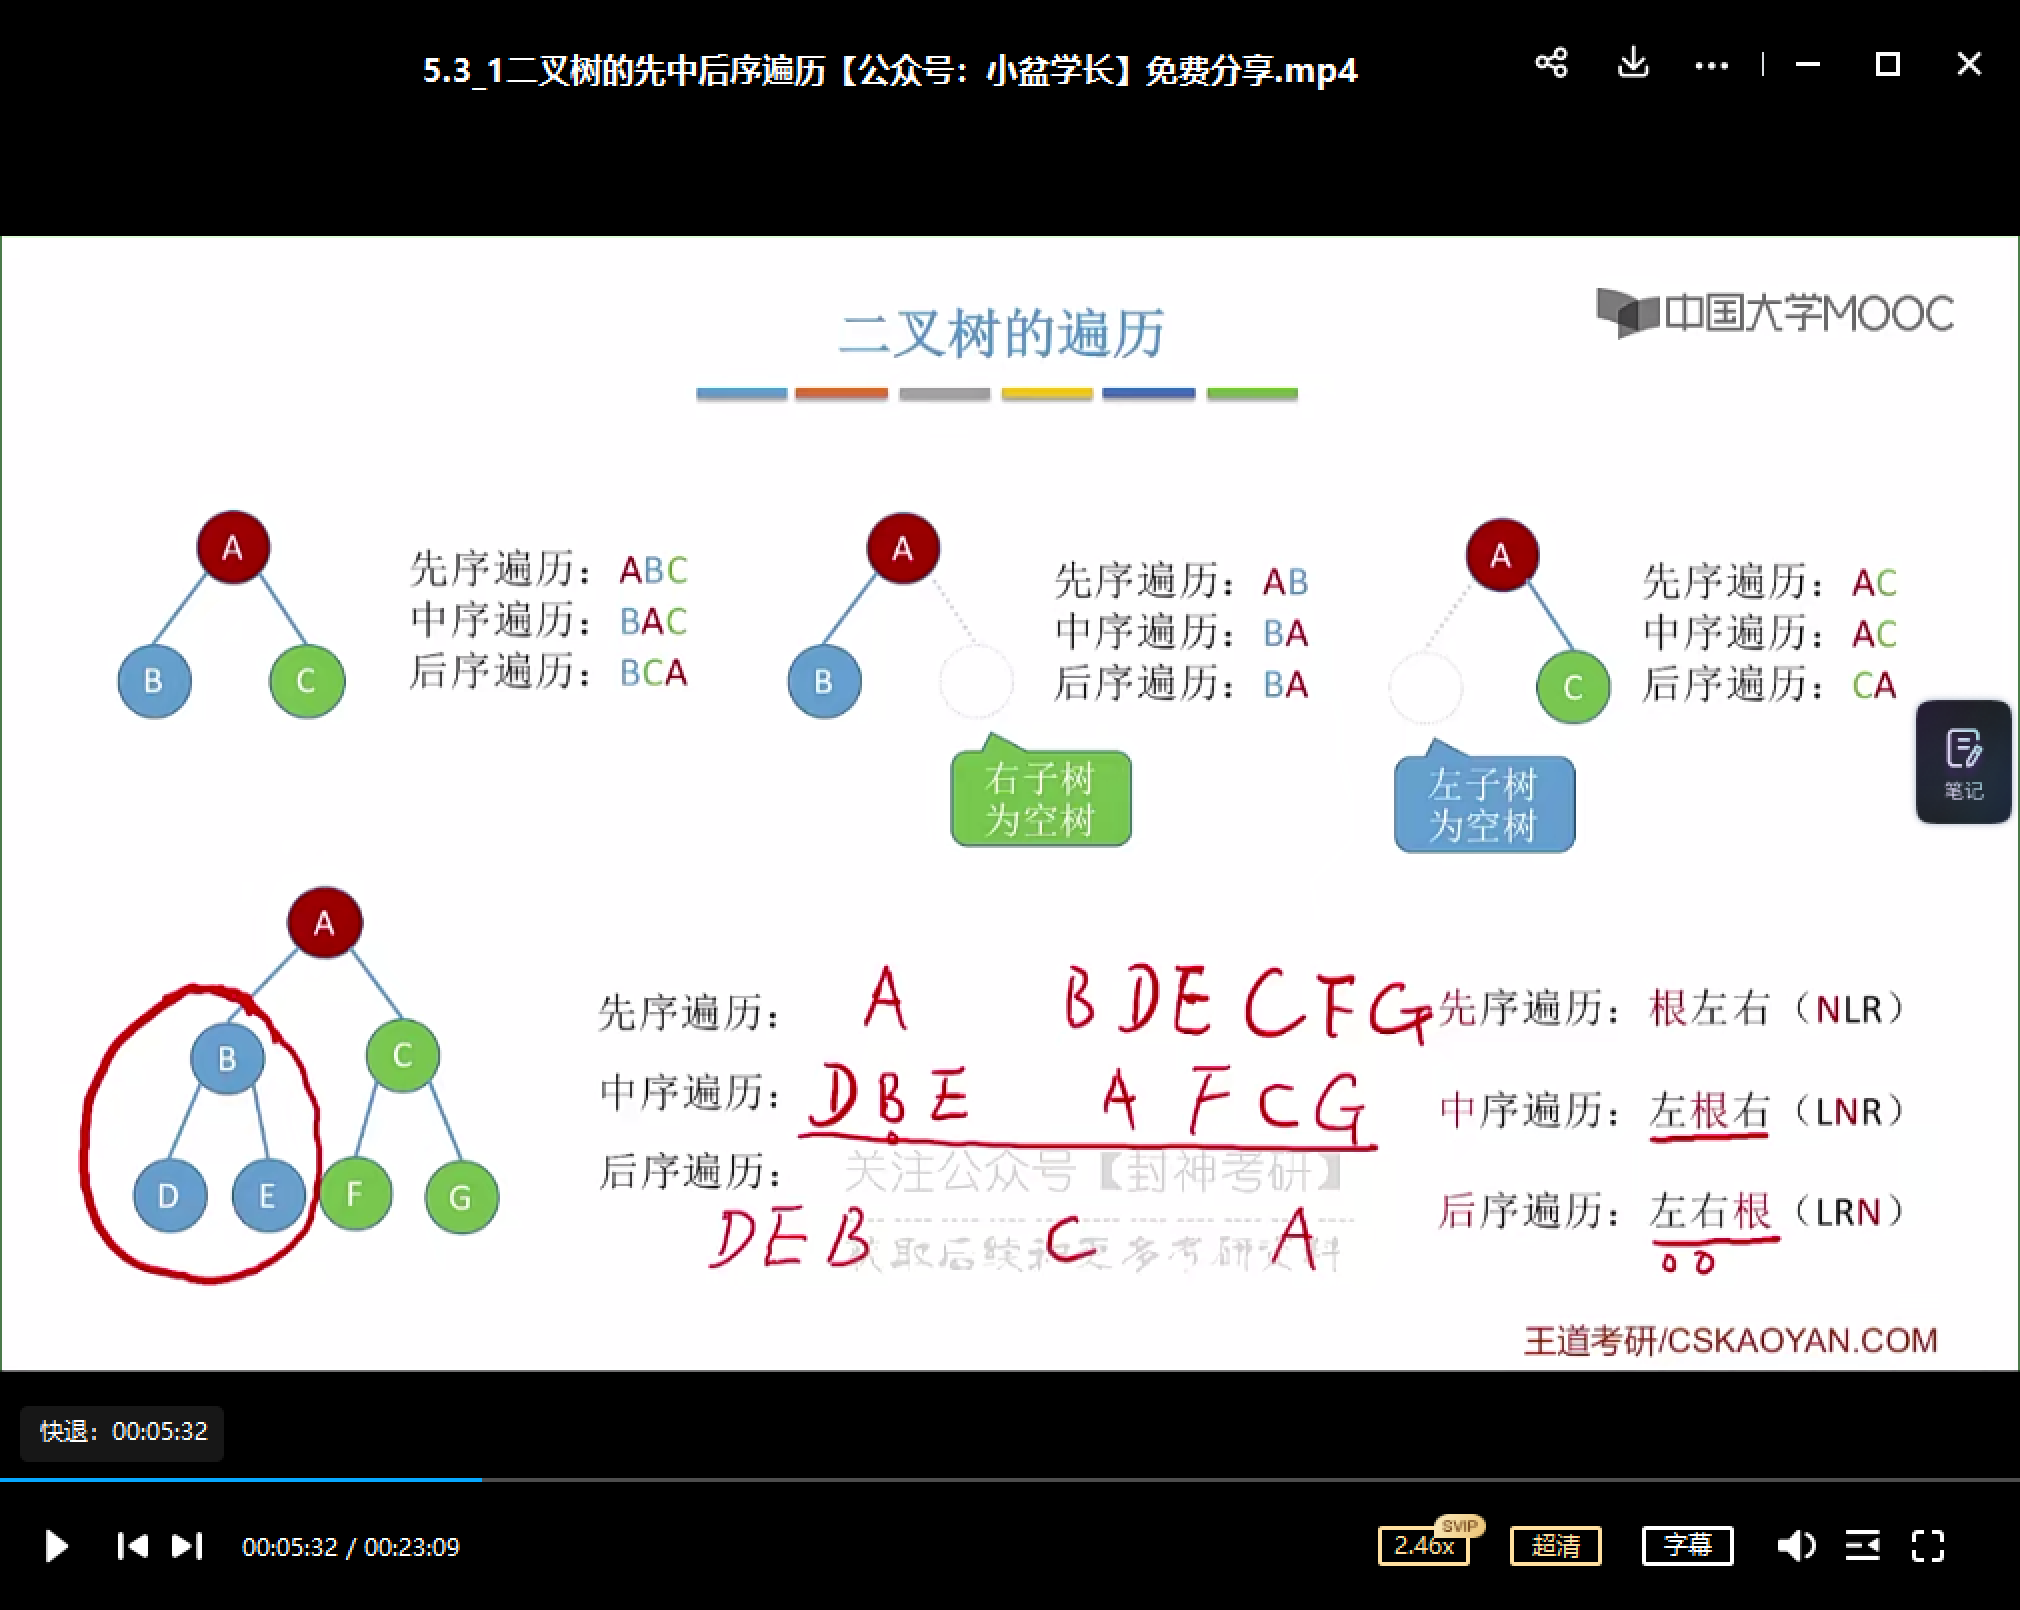 5.3_1二叉树的先中后序遍历【公众号：小盆学长】免费分享.mp4
中国大学MOOC
二叉树的遍历
A
B
C
先序遍历：ABC
中序遍历：BAC
后序遍历：BCA
A
B
先序遍历：AB
中序遍历：BA
后序遍历：BA
右子树
为空树
A
C
先序遍历：AC
中序遍历：AC
后序遍历：CA
左子树
为空树
笔记
A
B
C
D
E
F
G
先序遍历： A BDECFG
中序遍历： DBE A FCG
后序遍历：
关注公众号【封神考研】
DEB C A
取后续和更多考研资料
先序遍历：根左右（NLR）
中序遍历：左根右（LNR）
后序遍历：左右根（LRN）
王道考研/CSKAOYAN.COM
快退：00:05:32
00:05:32 / 00:23:09
2.46x
SVIP
超清
字幕